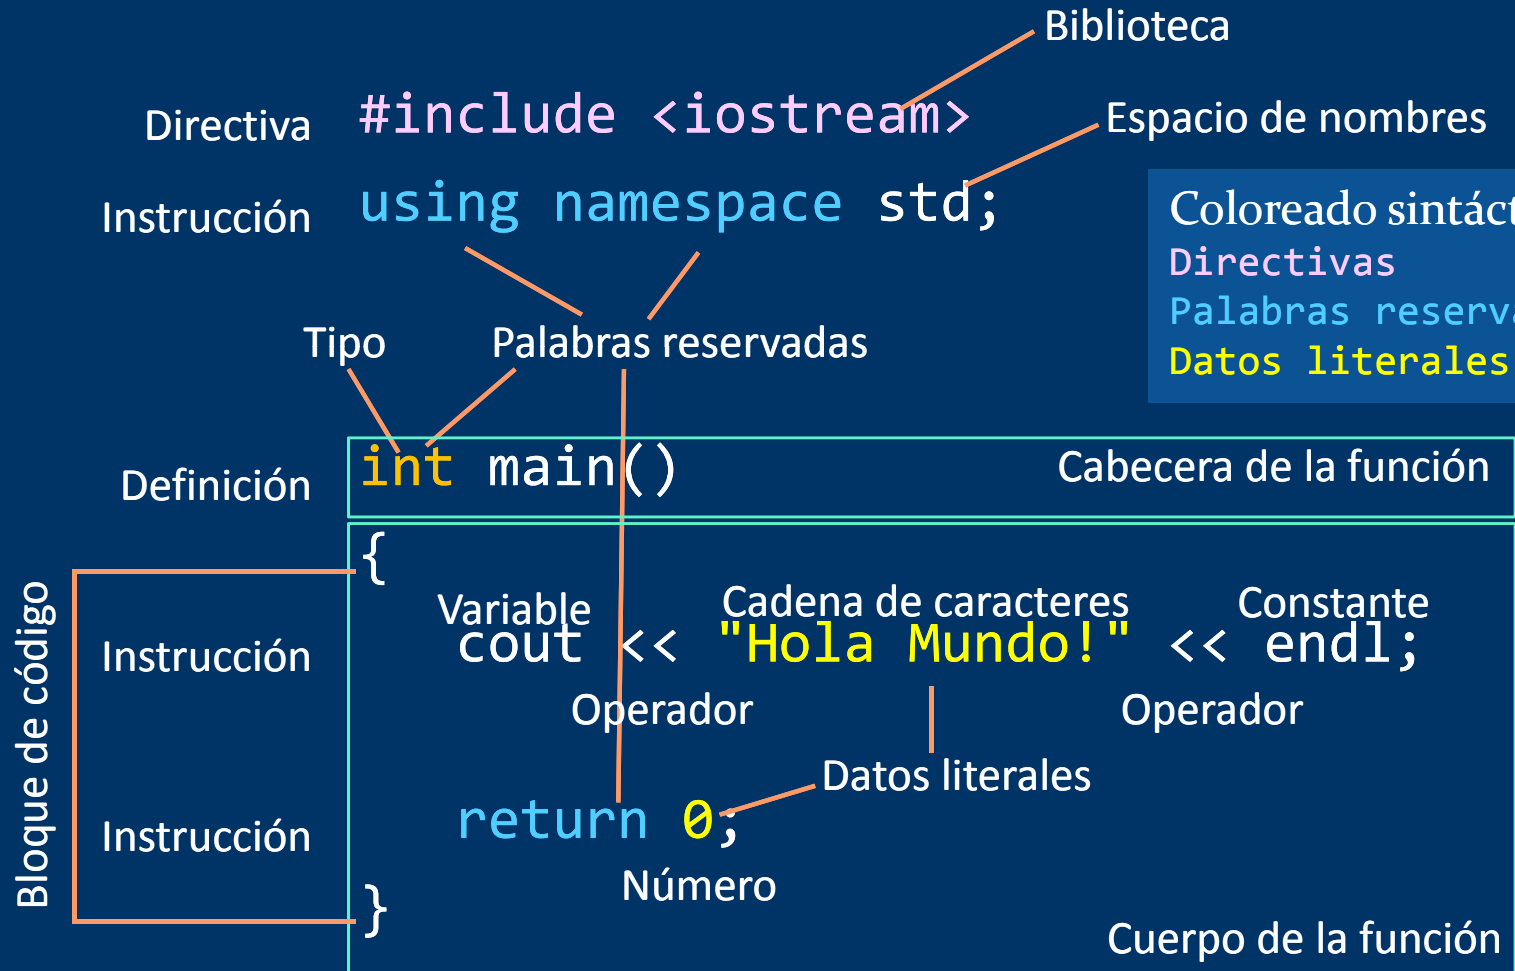 Biblioteca
Directiva #include <iostream>
Espacio de nombres
Instrucción using namespace std;
Coloreado
Directivas
Palabras
Datos literales
Tipo Palabras reservadas
Definición int main() Cabecera de la función
{
Variable Cadena de caracteres Constante
Instrucción cout << "Hola Mundo!" << endl;
Operador Operador
Datos literales
Instrucción return 0;
Número
}
Bloque de código
Cuerpo de la función